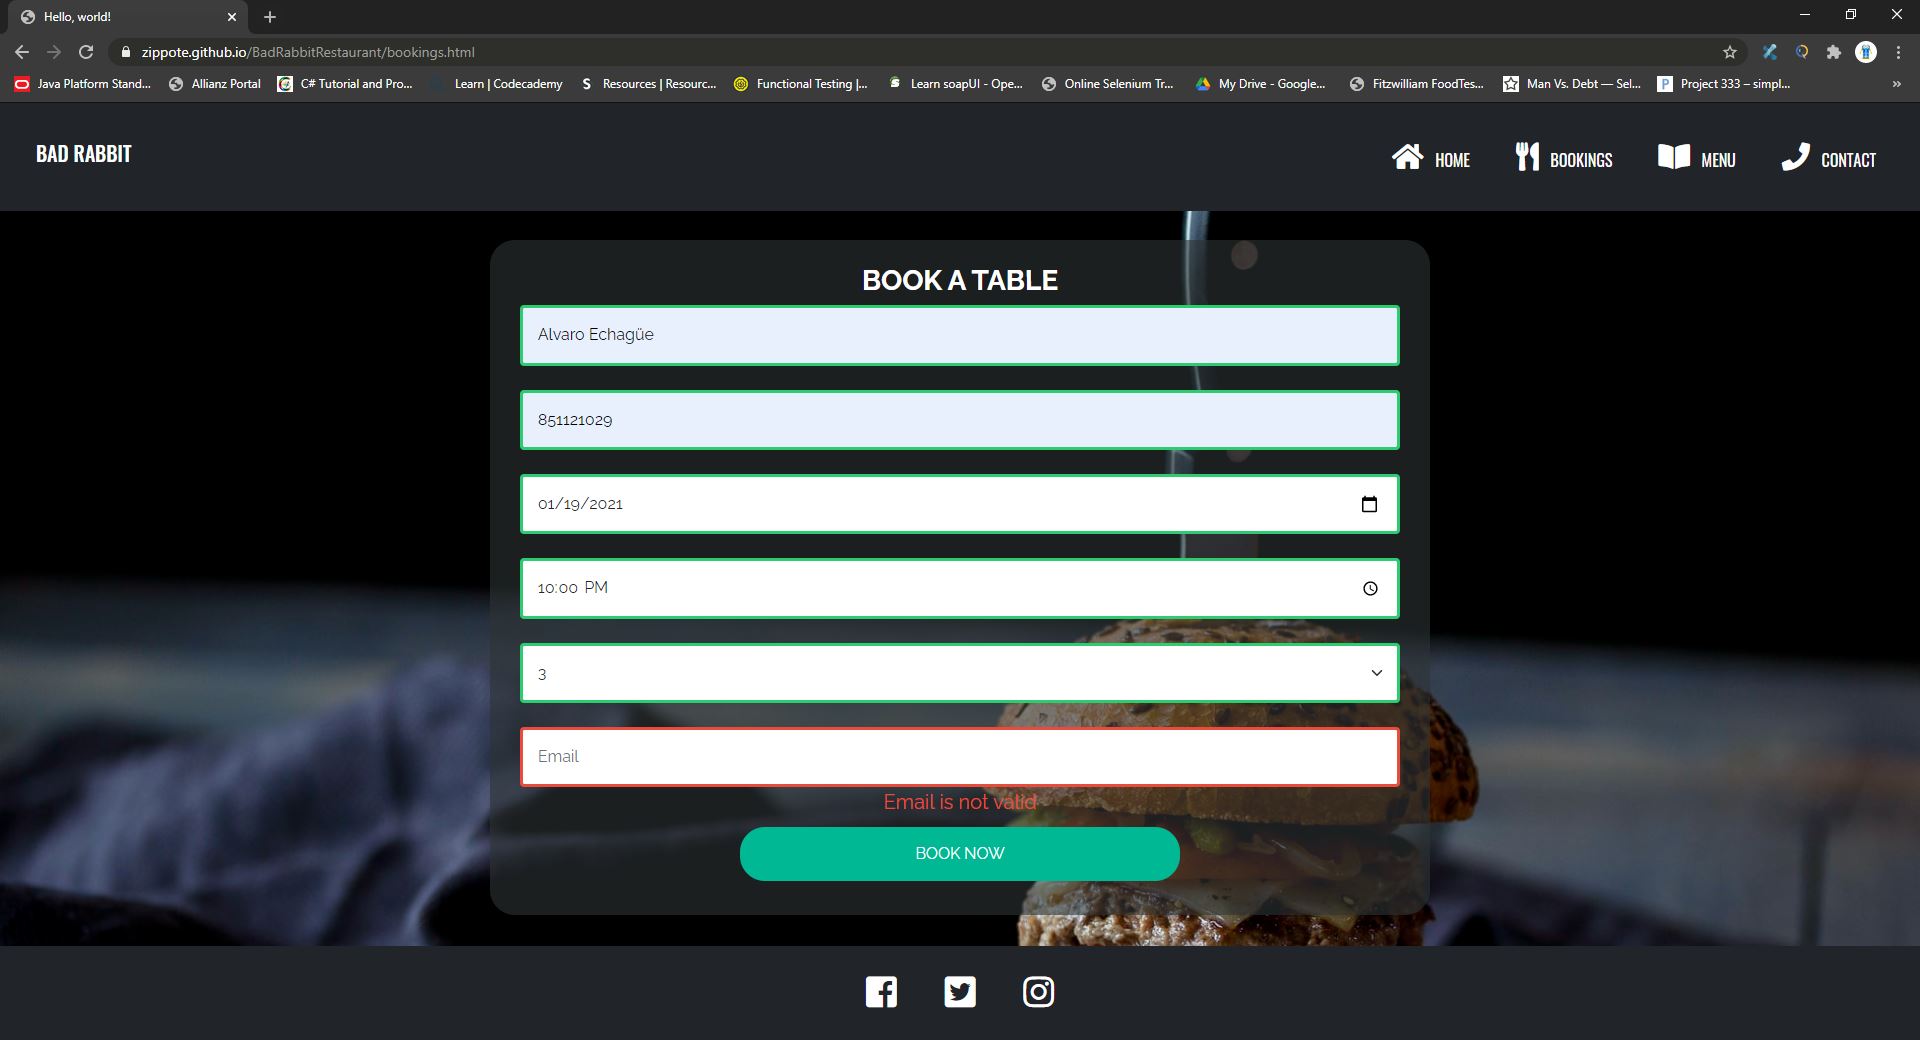 Hello, world!
zippote.github.io/BadRabbitRestaurant/bookings.html
Java Platform Stand...
Allianz Portal
C# Tutorial and Pro...
Learn | Codecademy
Resources | Resourc...
Functional Testing |...
Learn soapUI - Ope...
Online Selenium Tr...
My Drive - Google...
Fitzwilliam FoodTes...
Man Vs. Debt — Sel...
Project 333 – simpl...
BAD RABBIT
HOME
BOOKINGS
MENU
CONTACT
BOOK A TABLE
Alvaro Echagüe
851121029
01/19/2021
10:00 PM
3
Email
Email is not valid
BOOK NOW